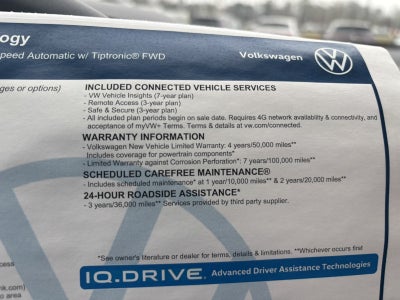 ogy
Volkswagen
peed Automatic w/ Tiptronic® FWD
ges or options)
INCLUDED CONNECTED VEHICLE SERVICES
- VW Vehicle Insights (7-year plan)
- Remote Access (3-year plan)
- Safe & Secure (3-year plan)
- All included plan periods begin on sale date. Requires 4G network availability & connectivity, and
acceptance of myVW+ Terms. Terms & details at vw.com/connected.
WARRANTY INFORMATION
- Volkswagen New Vehicle Limited Warranty: 4 years/50,000 miles**
Includes coverage for powertrain components*
- Limited Warranty against Corrosion Perforation*: 7 years/100,000 miles**
SCHEDULED CAREFREE MAINTENANCE®
- Includes scheduled maintenance* at 1 year/10,000 miles** & 2 years/20,000 miles**
24-HOUR ROADSIDE ASSISTANCE*
- 3 years/36,000 miles** Services provided by third party supplier.
*See owner's literature or dealer for terms, details & limitations. **Whichever occurs first
cess
nk.com)
IQ.DRIVE Advanced Driver Assistance Technologies